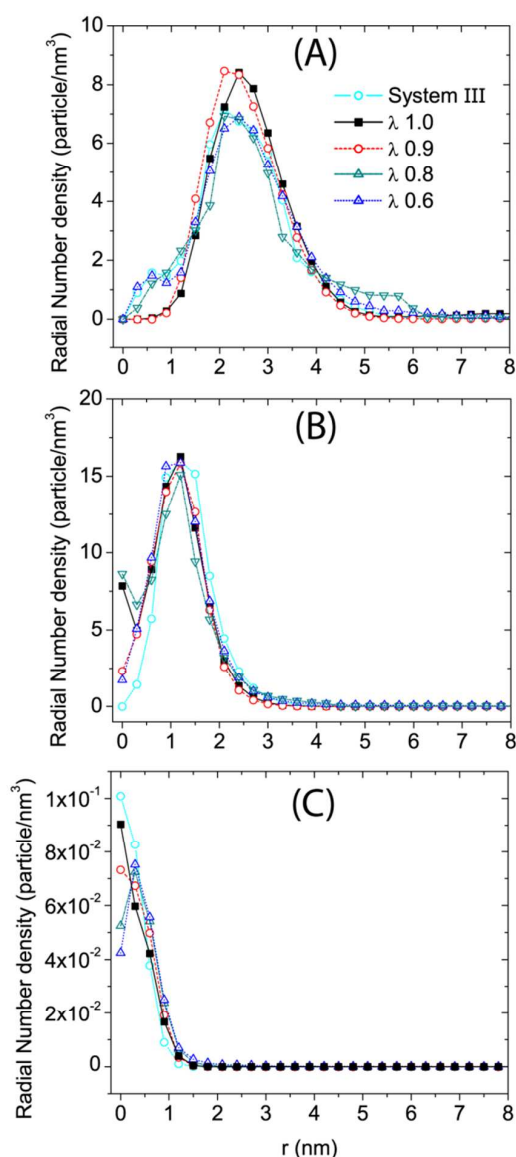 (A)
Radial Number density (particle/nm³)
10
8
6
4
2
0
System III
λ 1.0
λ 0.9
λ 0.8
λ 0.6
0 1 2 3 4 5 6 7 8
(B)
Radial Number density (particle/nm³)
20
15
10
5
0
0 1 2 3 4 5 6 7 8
(C)
Radial Number density (particle/nm³)
1x10⁻¹
8x10⁻²
6x10⁻²
4x10⁻²
2x10⁻²
0
0 1 2 3 4 5 6 7 8
r (nm)